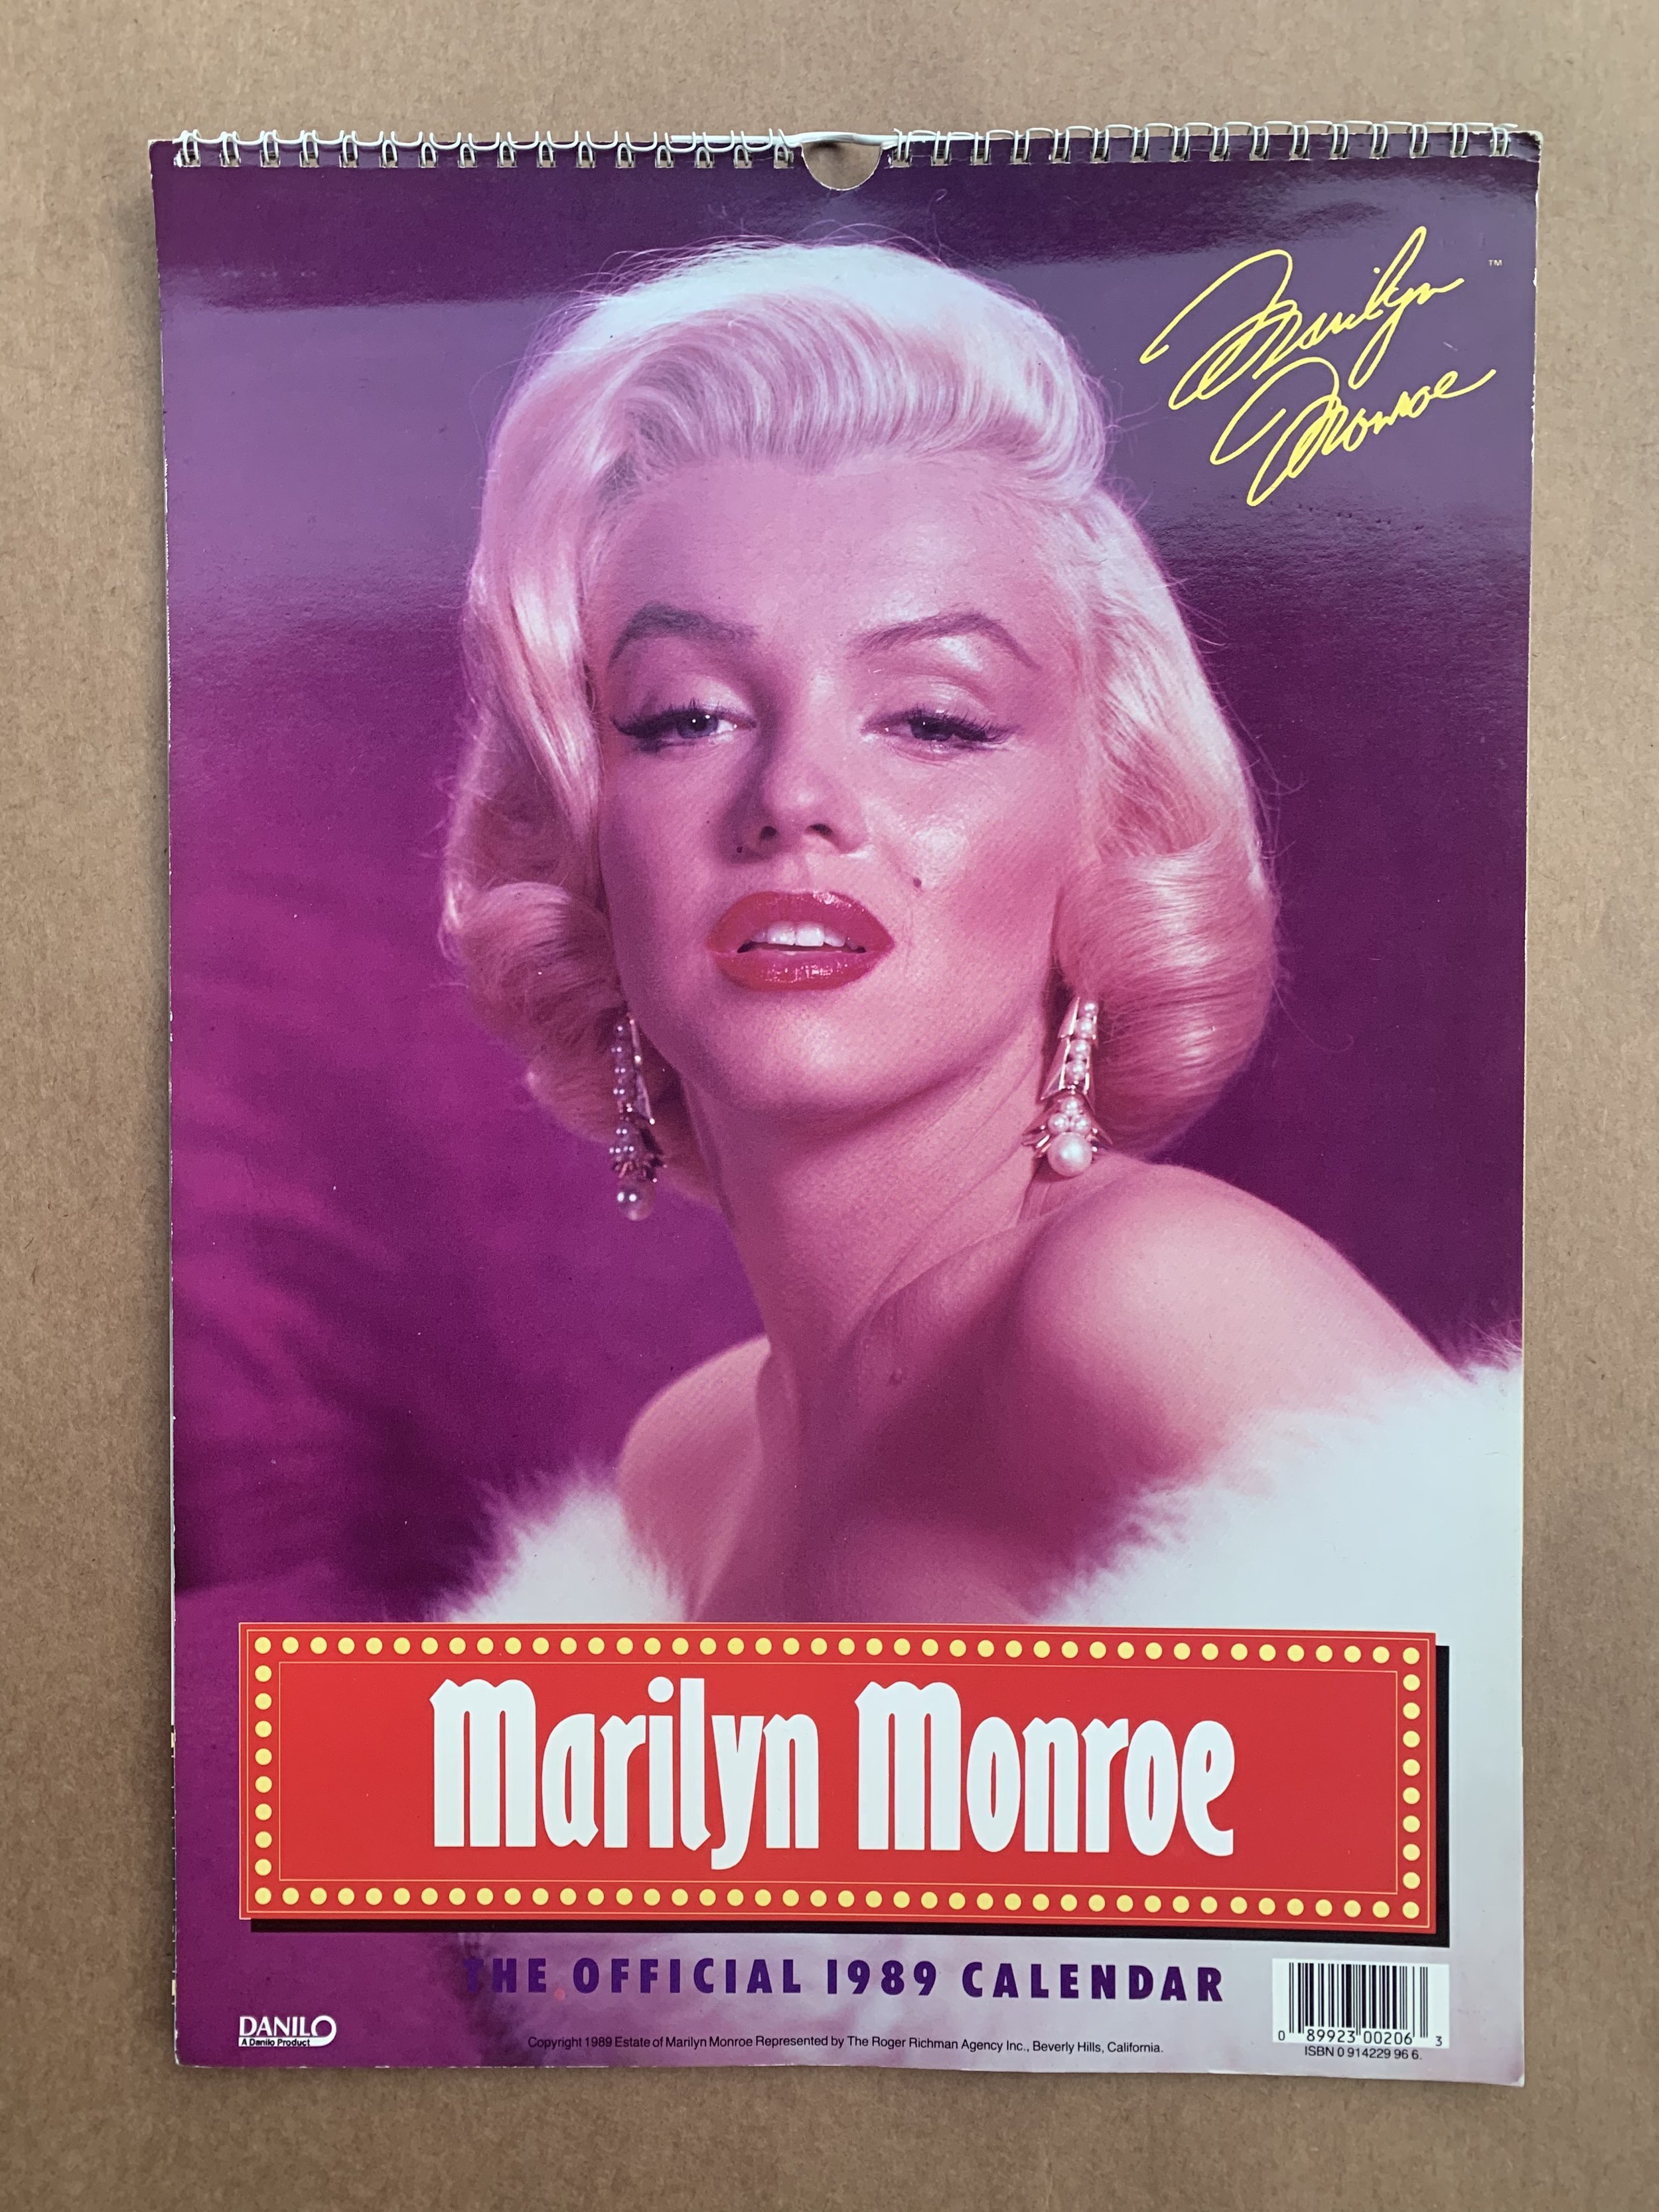 Marilyn
Monroe
™
Marilyn Monroe
THE OFFICIAL 1989 CALENDAR
DANILO
A Danilo Product
Copyright 1989 Estate of Marilyn Monroe Represented by The Roger Richman Agency Inc., Beverly Hills, California.
0 89923 00206 3
ISBN 0 914229 96 6.